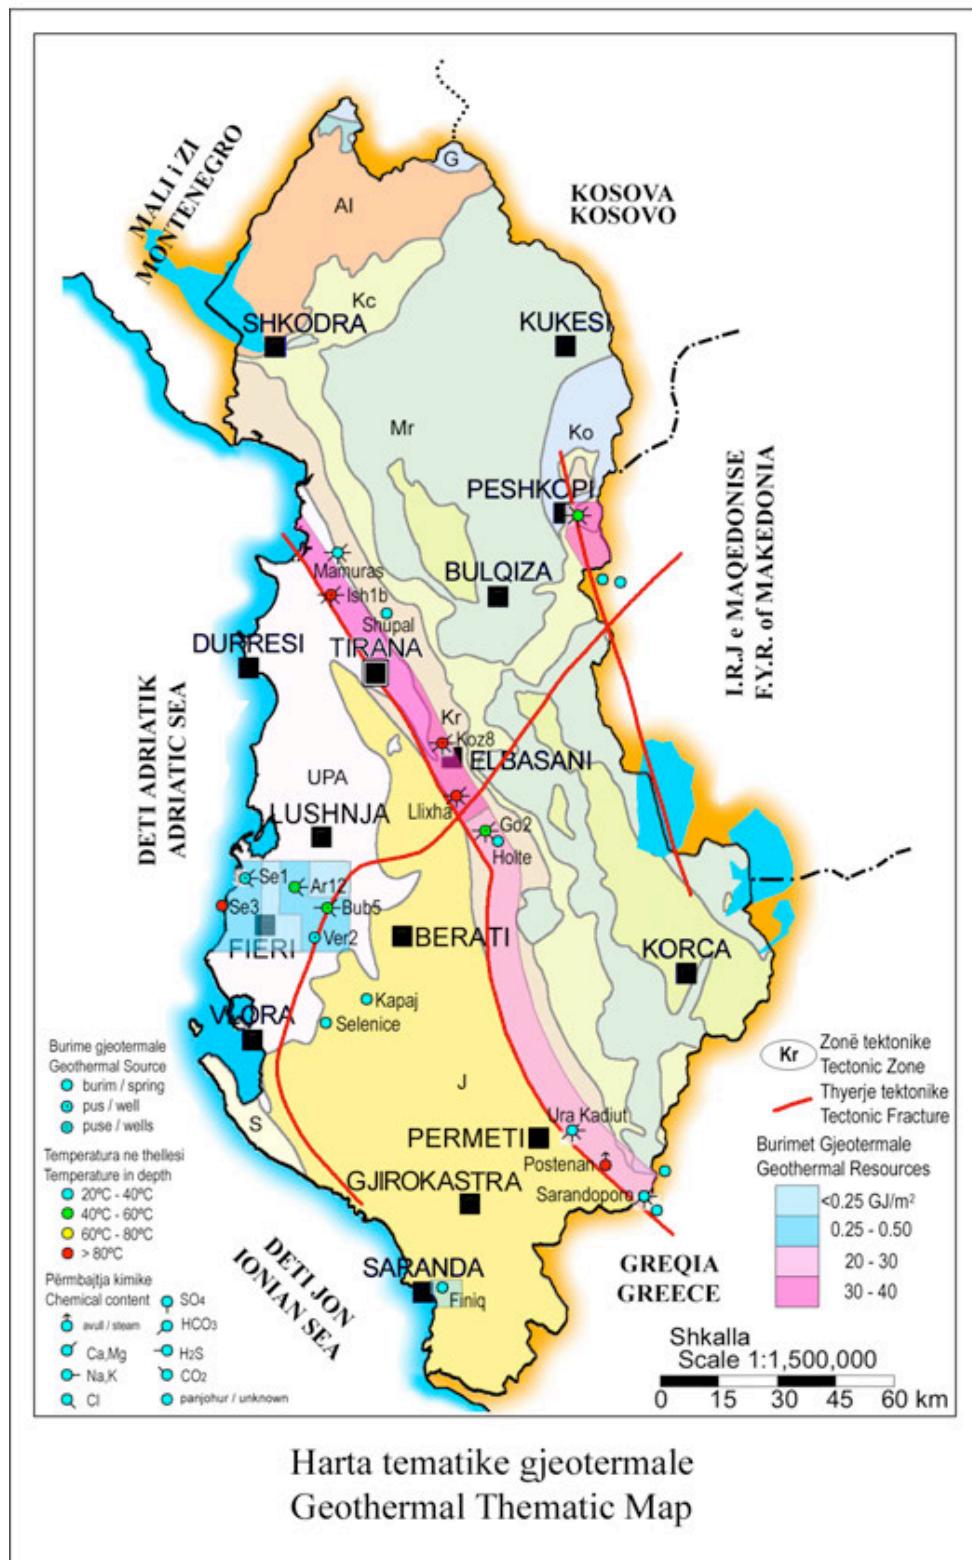 MALI i ZI
MONTENEGRO
KOSOVA
KOSOVO
G
Al
Kc
SHKODRA
KUKESI
Mr
Ko
PESHKOPI
Mamuras
Ish1b
BULQIZA
Shupal
DURRESI
TIRANA
I.R.J e MAQEDONISE
F.Y.R. of MAKEDONIA
DETI ADRIATIK
ADRIATIC SEA
Kr
Koz8
ELBASANI
UPA
LUSHNJA
Llixha
Go2
Holte
Se1
Ar12
Se3
Bub5
FIERI
Ver2
BERATI
KORCA
Kapaj
Selenice
VLORA
J
S
Ura Kadiut
PERMETI
Postenan
GJIROKASTRA
Sarandoporo
DETI JON
IONIAN SEA
SARANDA
Finiq
GREQIA
GREECE
Burime gjeotermale
Geothermal Source
burim / spring
pus / well
puse / wells
Temperatura ne thellesi
Temperature in depth
20ºC - 40ºC
40ºC - 60ºC
60ºC - 80ºC
> 80ºC
Përmbajtja kimike
Chemical content
avull / steam
Ca,Mg
Na,K
Cl
SO4
HCO3
H2S
CO2
panjohur / unknown
Kr
Zonë tektonike
Tectonic Zone
Thyerje tektonike
Tectonic Fracture
Burimet Gjeotermale
Geothermal Resources
<0.25 GJ/m²
0.25 - 0.50
20 - 30
30 - 40
Shkalla
Scale 1:1,500,000
0 15 30 45 60 km
Harta tematike gjeotermale
Geothermal Thematic Map